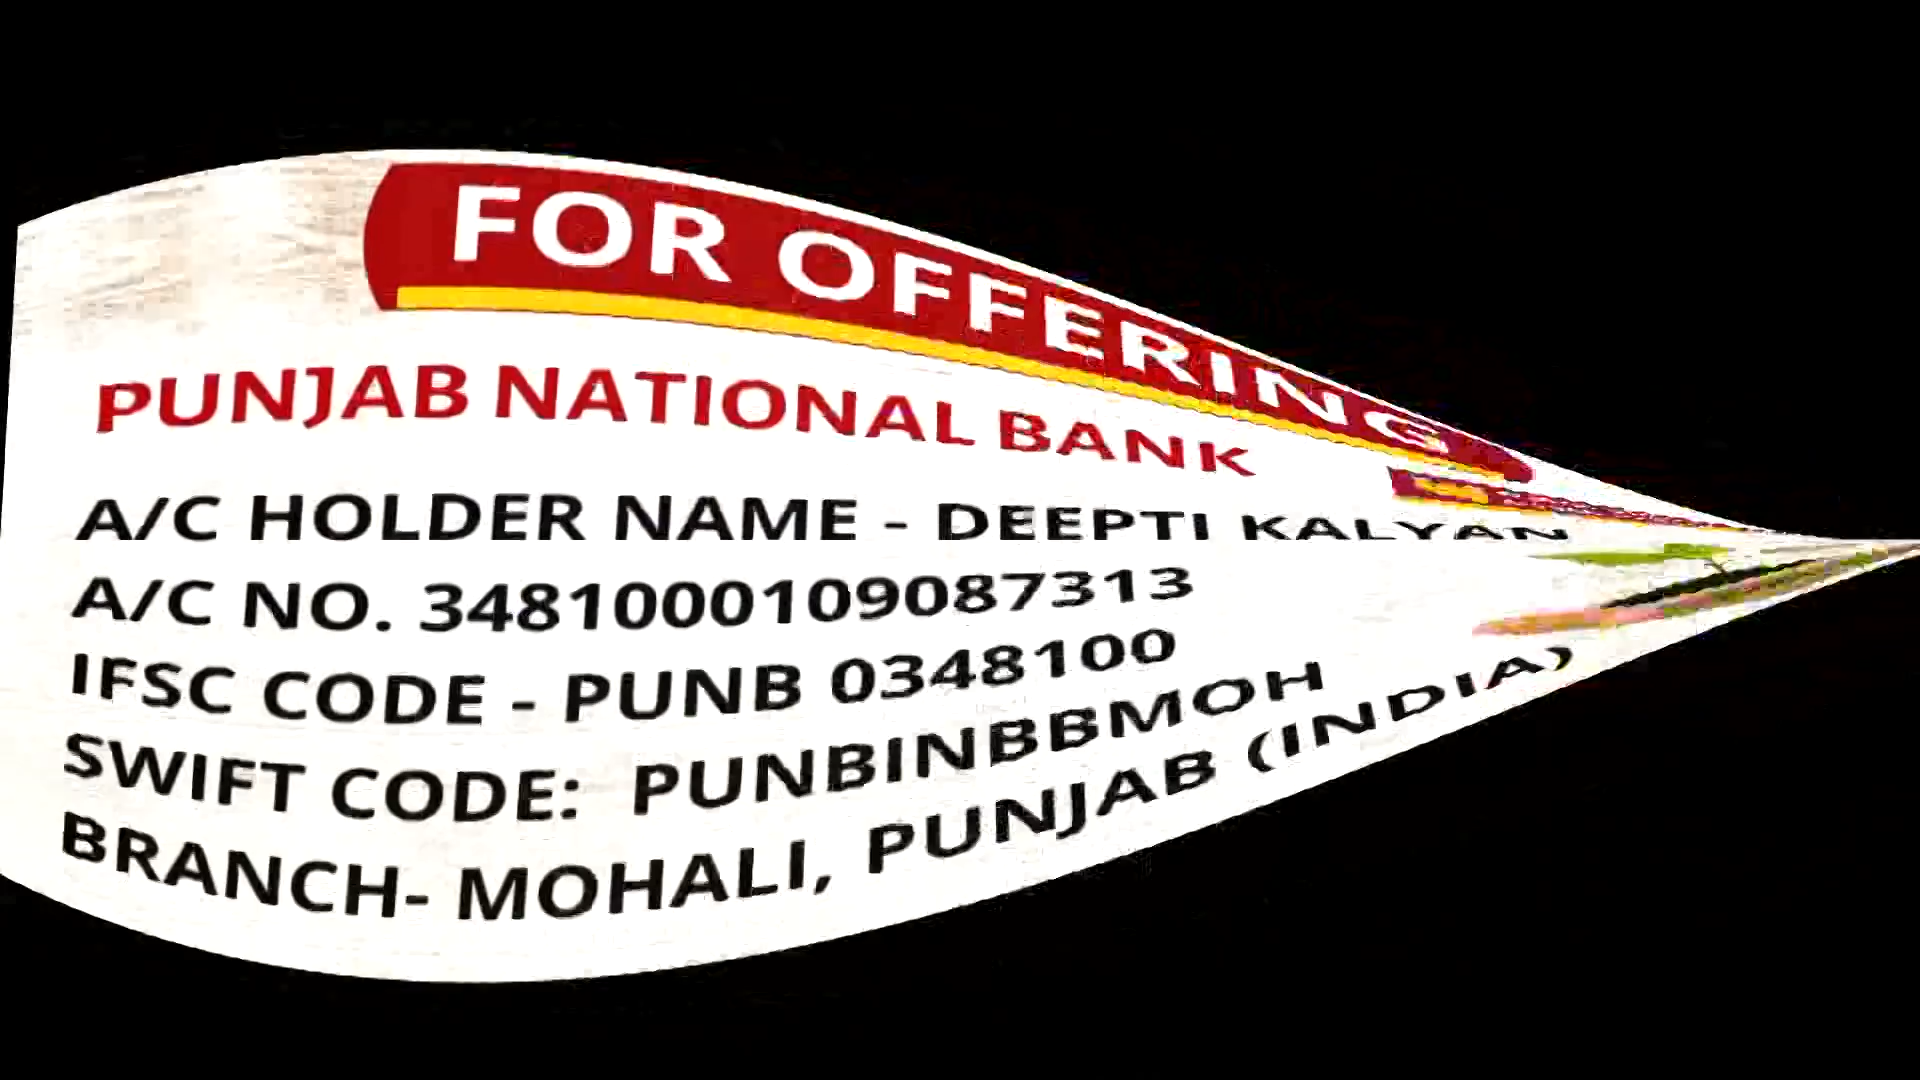 FOR OFFERING
PUNJAB NATIONAL BANK
A/C HOLDER NAME - DEEPTI KALYAN
A/C NO. 3481000109087313
IFSC CODE - PUNB 0348100
SWIFT CODE: PUNBINBBMOH
BRANCH- MOHALI, PUNJAB (INDIA)